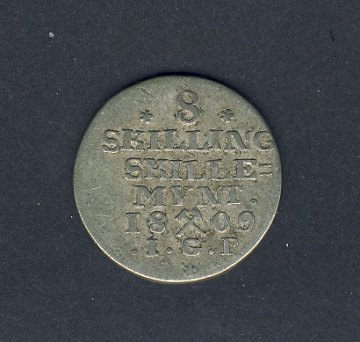 * 8 *
SKILLING
SKILLE=
MYNT.
18⚒09
· I · G · P